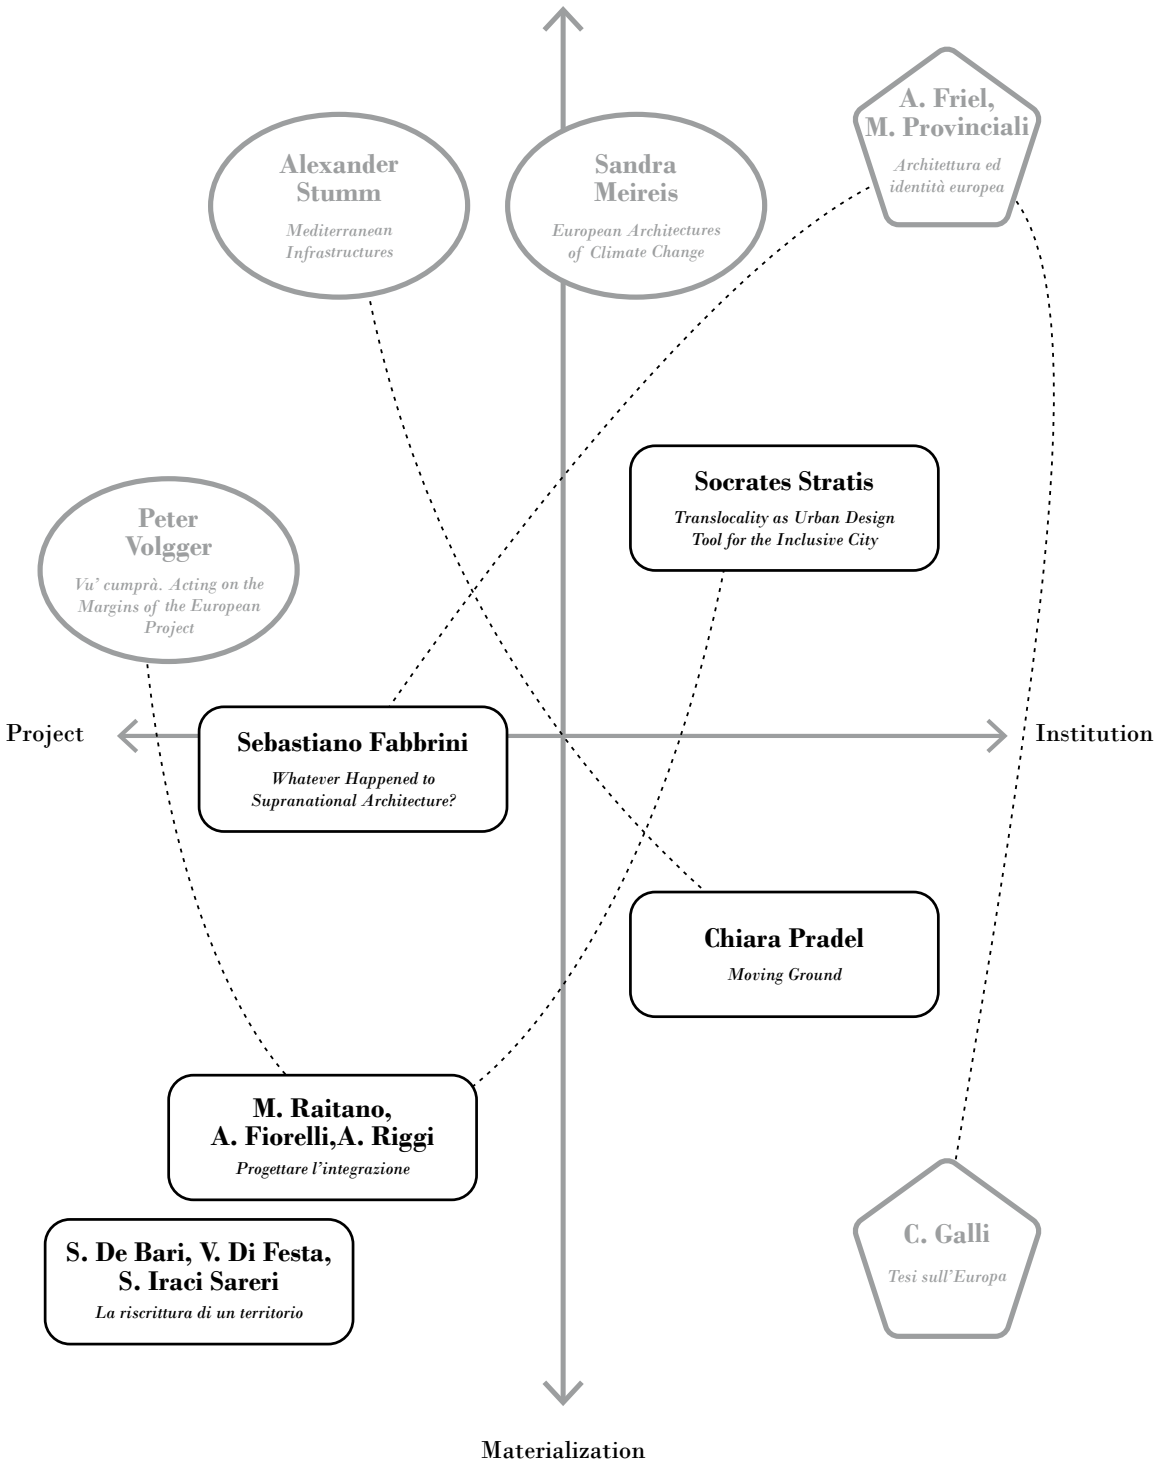 A. Friel,
M. Provinciali
Architettura ed
identità europea
Alexander
Stumm
Mediterranean
Infrastructures
Sandra
Meireis
European Architectures
of Climate Change
Socrates Stratis
Translocality as Urban Design
Tool for the Inclusive City
Peter
Volgger
Vu' cumprà. Acting on the
Margins of the European
Project
Project
Sebastiano Fabbrini
Whatever Happened to
Supranational Architecture?
Institution
Chiara Pradel
Moving Ground
M. Raitano,
A. Fiorelli,A. Riggi
Progettare l'integrazione
S. De Bari, V. Di Festa,
S. Iraci Sareri
La riscrittura di un territorio
C. Galli
Tesi sull'Europa
Materialization